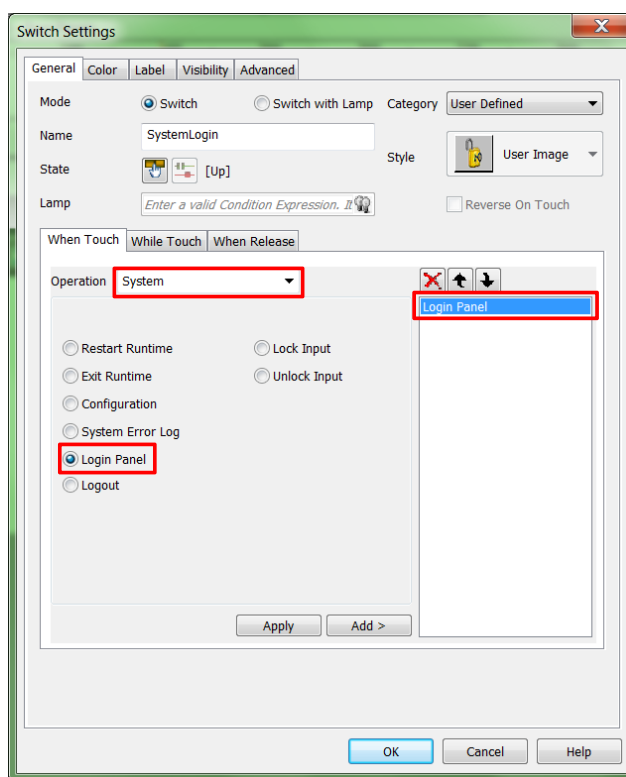 Switch Settings
General Color Label Visibility Advanced
Mode Switch Switch with Lamp Category User Defined
Name SystemLogin
State [Up] Style User Image
Lamp Enter a valid Condition Expression. It Reverse On Touch
When Touch While Touch When Release
Operation System
Login Panel
Restart Runtime Lock Input
Exit Runtime Unlock Input
Configuration
System Error Log
Login Panel
Logout
Apply Add >
OK Cancel Help